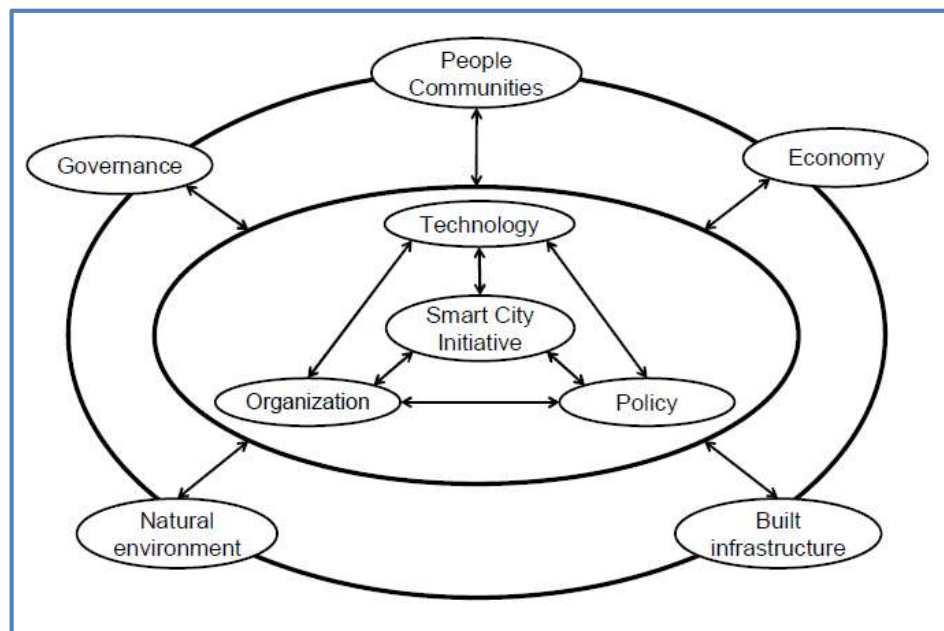 People
Communities
Governance
Economy
Technology
Smart City
Initiative
Organization
Policy
Natural
environment
Built
infrastructure